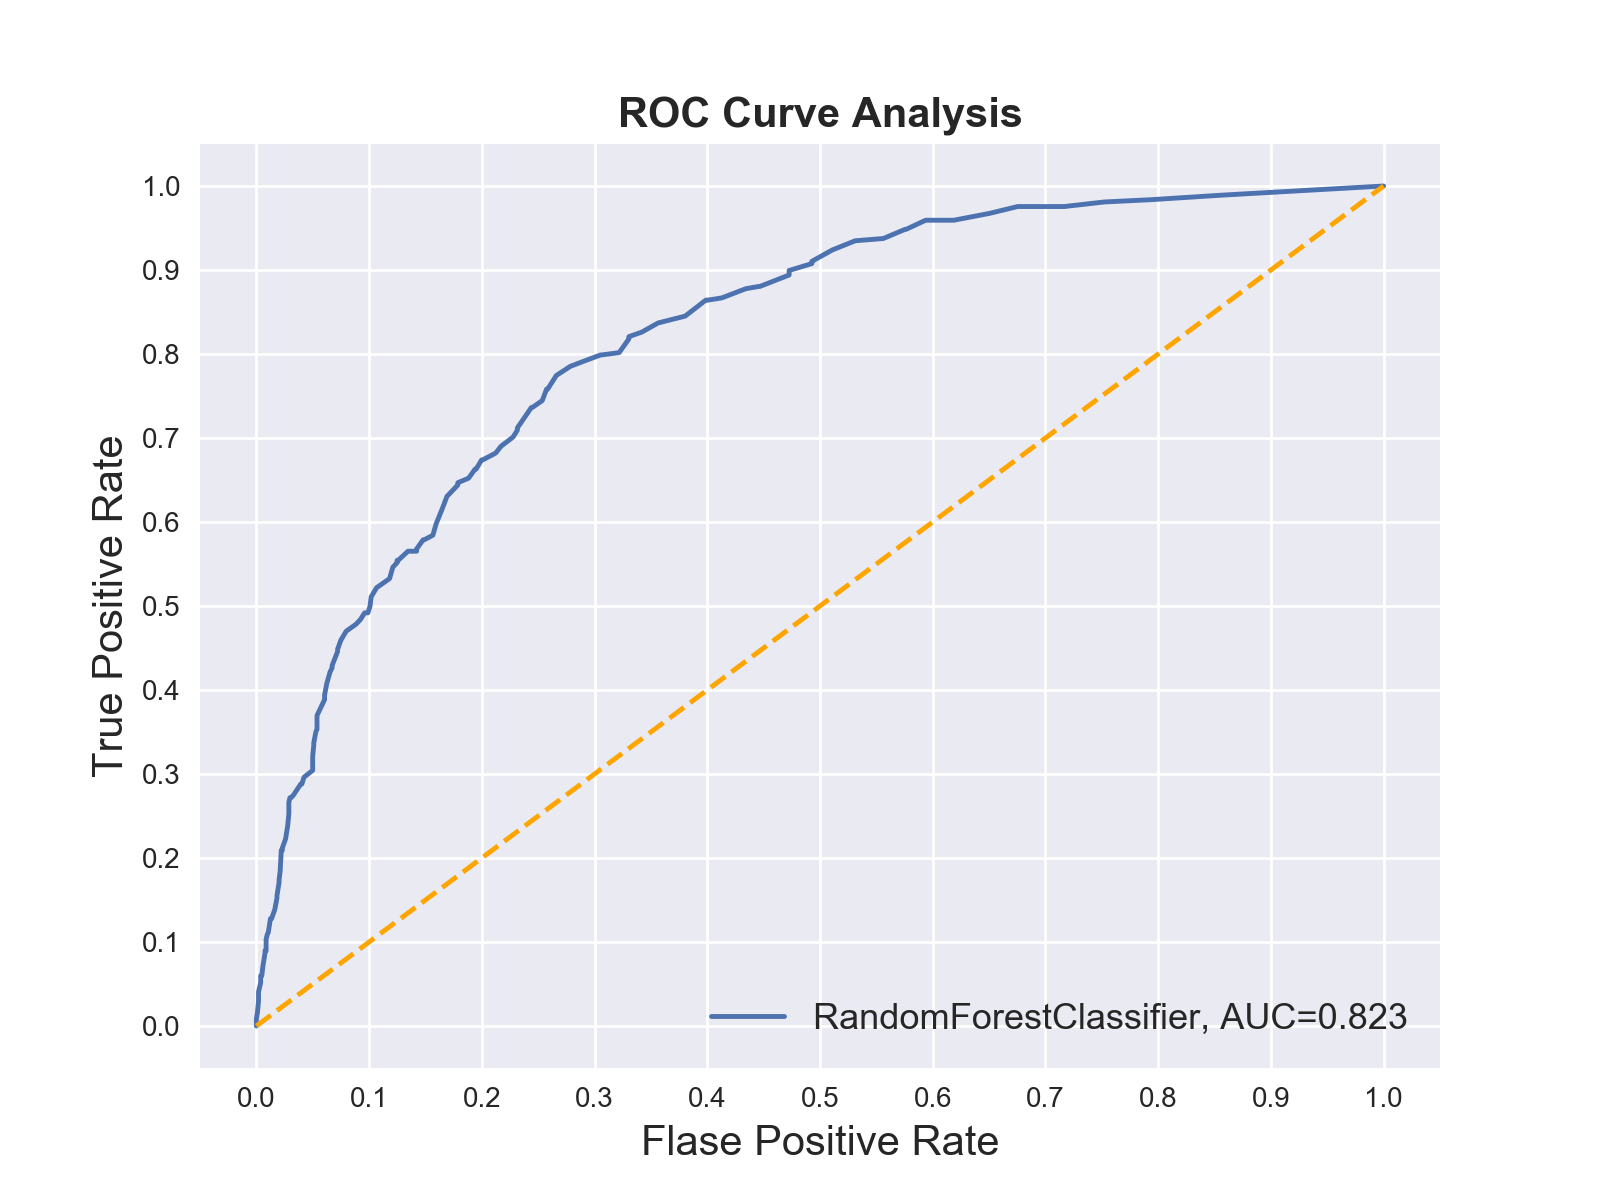 ROC Curve Analysis
1.0
0.9
0.8
0.7
0.6
0.5
0.4
0.3
0.2
0.1
0.0
True Positive Rate
RandomForestClassifier, AUC=0.823
0.0 0.1 0.2 0.3 0.4 0.5 0.6 0.7 0.8 0.9 1.0
Flase Positive Rate